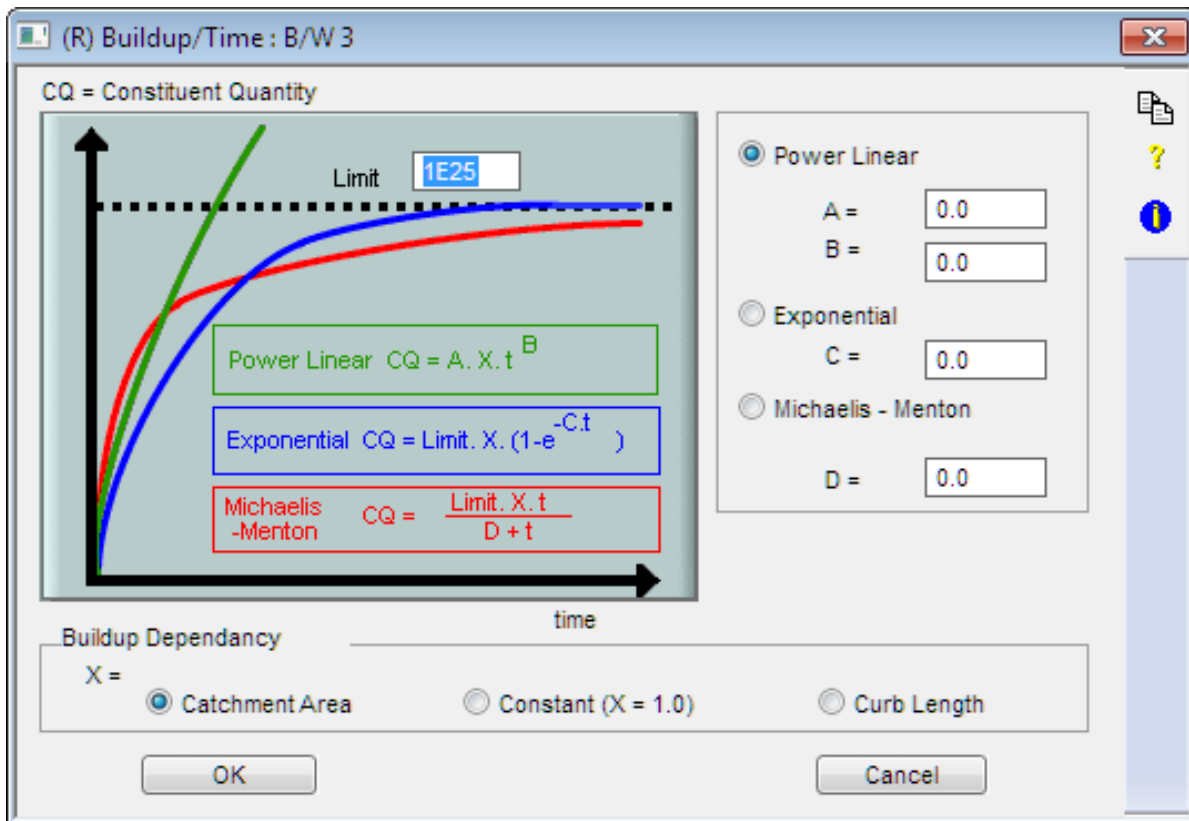 (R) Buildup/Time : B/W 3
CQ = Constituent Quantity
Limit 1E25
Power Linear CQ = A. X. t^B
Exponential CQ = Limit. X. (1-e^-C.t )
Michaelis -Menton CQ = Limit. X. t / D + t
time
Power Linear
A = 0.0
B = 0.0
Exponential
C = 0.0
Michaelis - Menton
D = 0.0
?
i
Buildup Dependancy
X =
Catchment Area Constant (X = 1.0) Curb Length
OK Cancel